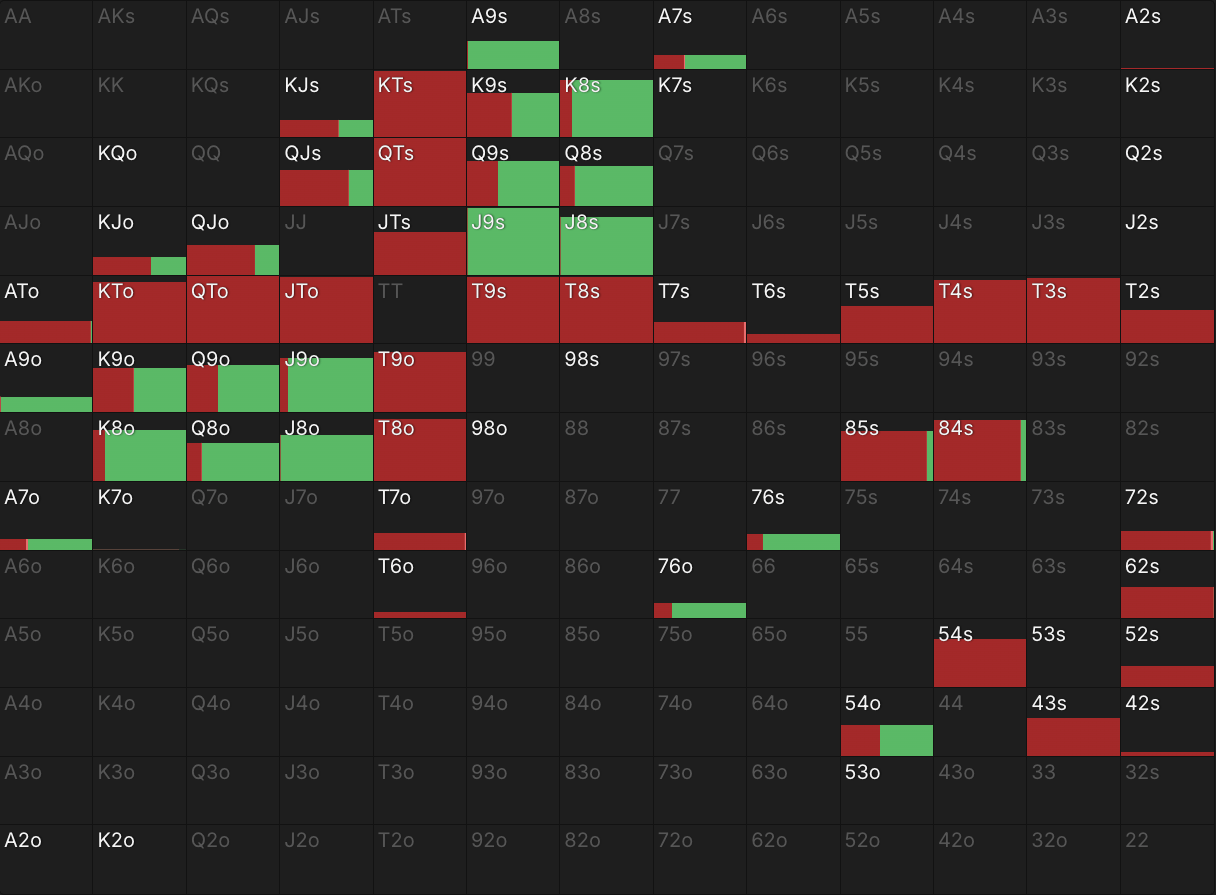 AA AKs AQs AJs ATs A9s A8s A7s A6s A5s A4s A3s A2s
AKo KK KQs KJs KTs K9s K8s K7s K6s K5s K4s K3s K2s
AQo KQo QQ QJs QTs Q9s Q8s Q7s Q6s Q5s Q4s Q3s Q2s
AJo KJo QJo JJ JTs J9s J8s J7s J6s J5s J4s J3s J2s
ATo KTo QTo JTo TT T9s T8s T7s T6s T5s T4s T3s T2s
A9o K9o Q9o J9o T9o 99 98s 97s 96s 95s 94s 93s 92s
A8o K8o Q8o J8o T8o 98o 88 87s 86s 85s 84s 83s 82s
A7o K7o Q7o J7o T7o 97o 87o 77 76s 75s 74s 73s 72s
A6o K6o Q6o J6o T6o 96o 86o 76o 66 65s 64s 63s 62s
A5o K5o Q5o J5o T5o 95o 85o 75o 65o 55 54s 53s 52s
A4o K4o Q4o J4o T4o 94o 84o 74o 64o 54o 44 43s 42s
A3o K3o Q3o J3o T3o 93o 83o 73o 63o 53o 43o 33 32s
A2o K2o Q2o J2o T2o 92o 82o 72o 62o 52o 42o 32o 22